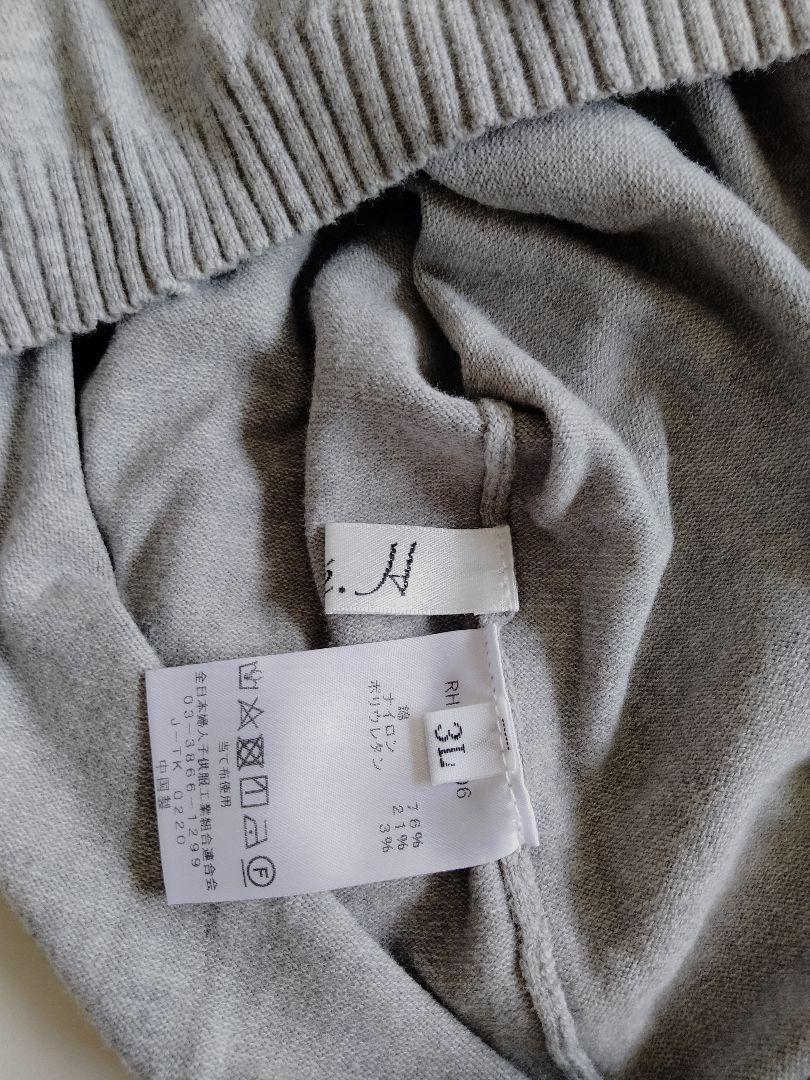 H
3L
RH
06
綿 76%
ナイロン 21%
ポリウレタン 3%
当て布使用
F
全日本婦人子供服工業組合連合会
03-3866-1299
J-TK 0220
中国製